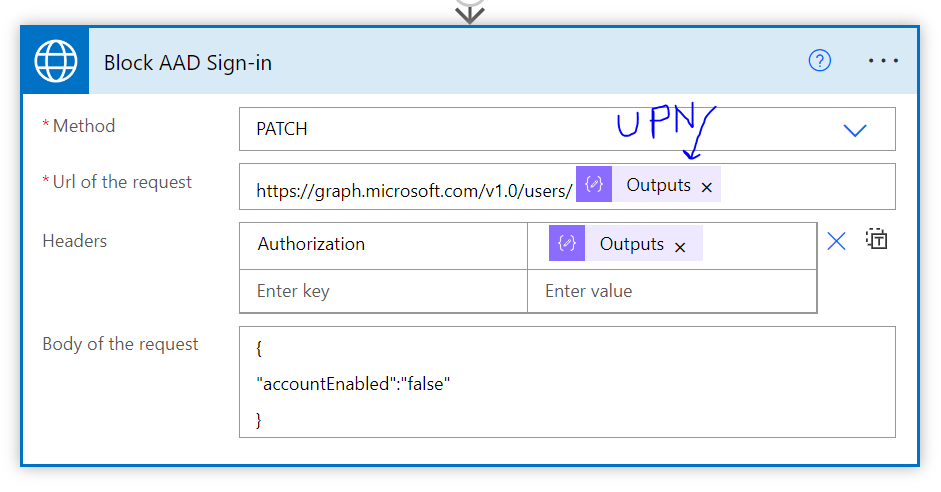 Block AAD Sign-in
* Method
PATCH
UPN
* Url of the request
https://graph.microsoft.com/v1.0/users/ Outputs ×
Headers
Authorization
Outputs ×
Enter key
Enter value
Body of the request
{
"accountEnabled":"false"
}